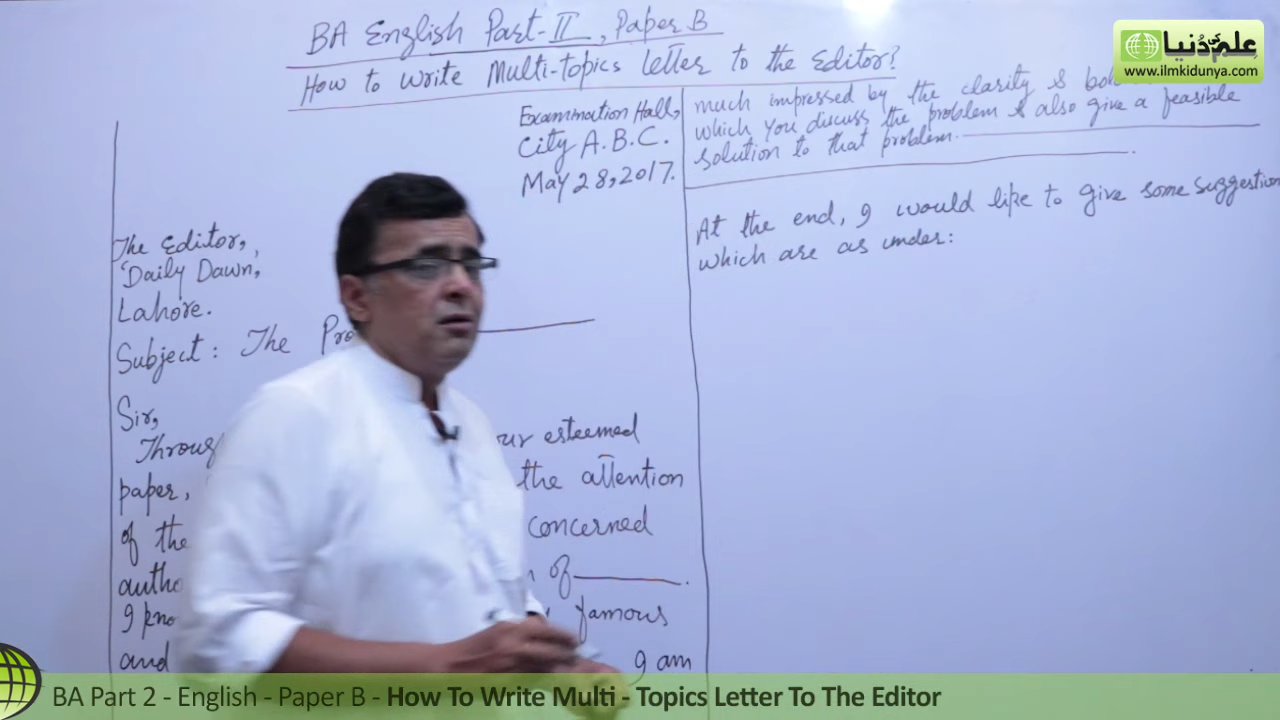 BA English Part-II, Paper B
How to write Multi-topics Letter to the Editor?
Examination Hall,
City A.B.C.
May 28, 2017.
The Editor,
Daily Dawn,
Lahore.
Subject: The
Sir,
esteemed
paper, the attention
of the concerned
of
I famous
and I am
much impressed by the clarity &
which you discuss the problem & also give a feasible
solution to that problem.
At the end, I would like to give some suggestion
which are as under:
علم کی دُنیا
www.ilmkidunya.com
BA Part 2 - English - Paper B - How To Write Multi - Topics Letter To The Editor